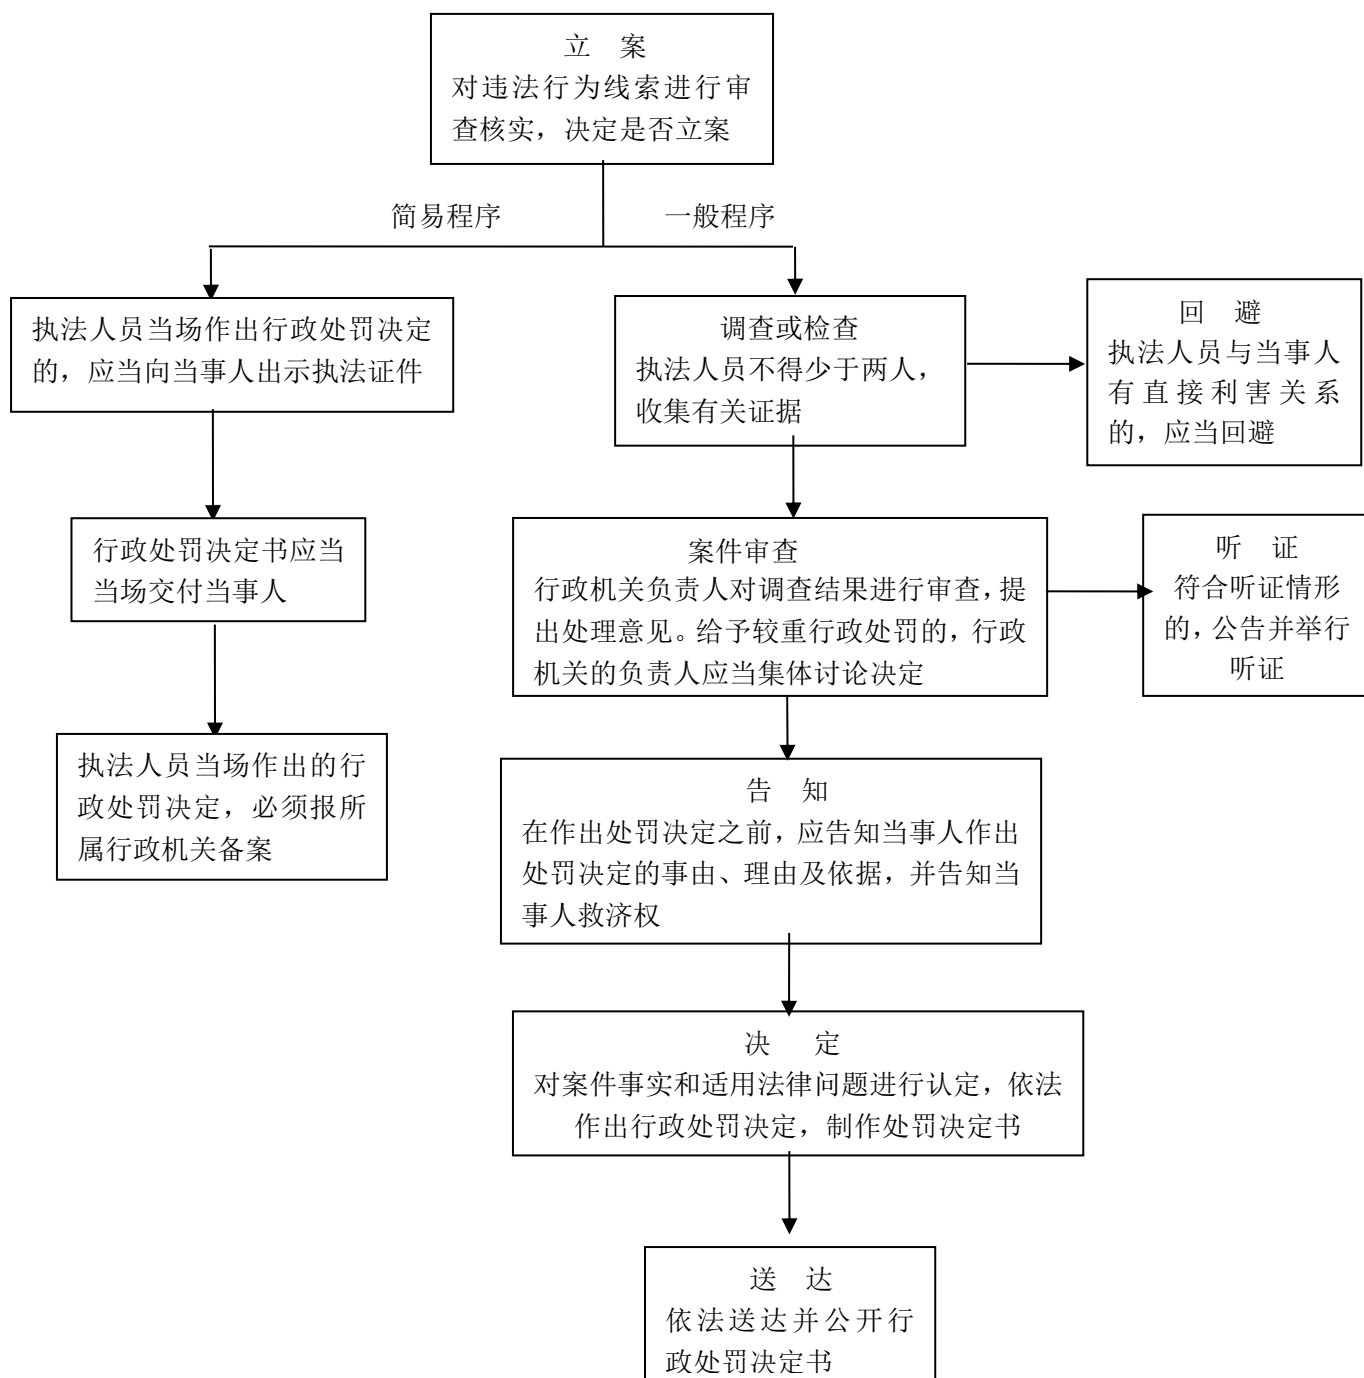 立 案
对违法行为线索进行审
查核实，决定是否立案
简易程序
一般程序
执法人员当场作出行政处罚决定
的，应当向当事人出示执法证件
调查或检查
执法人员不得少于两人，
收集有关证据
回 避
执法人员与当事人
有直接利害关系
的，应当回避
行政处罚决定书应当
当场交付当事人
案件审查
行政机关负责人对调查结果进行审查，提
出处理意见。给予较重行政处罚的，行政
机关的负责人应当集体讨论决定
听 证
符合听证情形
的，公告并举行
听证
执法人员当场作出的行
政处罚决定，必须报所
属行政机关备案
告 知
在作出处罚决定之前，应告知当事人作出
处罚决定的事由、理由及依据，并告知当
事人救济权
决 定
对案件事实和适用法律问题进行认定，依法
作出行政处罚决定，制作处罚决定书
送 达
依法送达并公开行
政处罚决定书